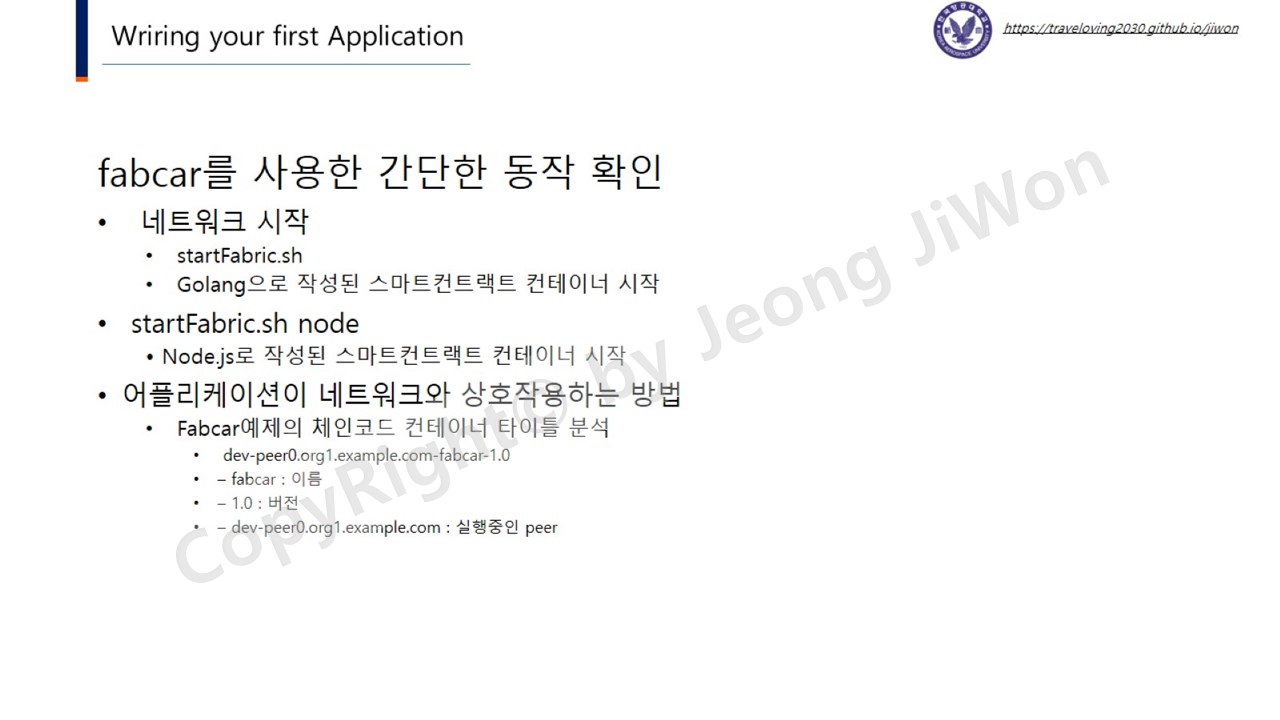 Wriring your first Application
https://traveloving2030.github.io/jiwon
fabcar를 사용한 간단한 동작 확인
• 네트워크 시작
• startFabric.sh
• Golang으로 작성된 스마트컨트랙트 컨테이너 시작
• startFabric.sh node
• Node.js로 작성된 스마트컨트랙트 컨테이너 시작
• 어플리케이션이 네트워크와 상호작용하는 방법
• Fabcar예제의 체인코드 컨테이너 타이틀 분석
• dev-peer0.org1.example.com-fabcar-1.0
• – fabcar : 이름
• – 1.0 : 버전
• – dev-peer0.org1.example.com : 실행중인 peer
CopyRight© by Jeong JiWon